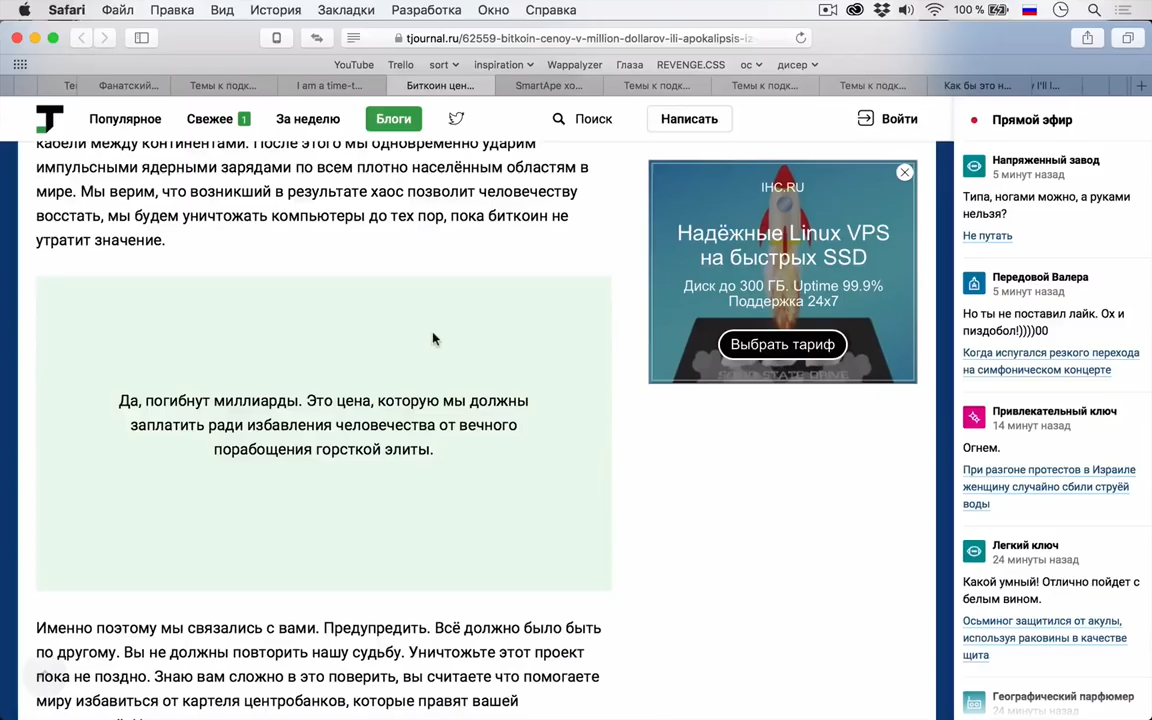 Safari Файл Правка Вид История Закладки Разработка Окно Справка 100 %
tjournal.ru/62559-bitkoin-cenoy-v-million-dollarov-ili-apokalipsis-iz-
YouTube Trello sort inspiration Wappalyzer Глаза REVENGE.CSS ос дисер
Те Фанатский... Темы к подк... I am a time-t... Биткоин цен... SmartApe хо... Темы к подк... Темы к подк... Темы к подк... Как бы это н... y I'll l...
Популярное Свежее 1 За неделю Блоги Поиск Написать Войти
Прямой эфир
кабели между континентами. После этого мы одновременно ударим
импульсными ядерными зарядами по всем плотно населённым областям в
мире. Мы верим, что возникший в результате хаос позволит человечеству
восстать, мы будем уничтожать компьютеры до тех пор, пока биткоин не
утратит значение.
Да, погибнут миллиарды. Это цена, которую мы должны
заплатить ради избавления человечества от вечного
порабощения горсткой элиты.
Именно поэтому мы связались с вами. Предупредить. Всё должно было быть
по другому. Вы не должны повторить нашу судьбу. Уничтожьте этот проект
пока не поздно. Знаю вам сложно в это поверить, вы считаете что помогаете
миру избавиться от картеля центробанков, которые правят вашей
IHC.RU
Надёжные Linux VPS
на быстрых SSD
Диск до 300 ГБ. Uptime 99.9%
Поддержка 24x7
Выбрать тариф
SOLID STATE DRIVE
Напряженный завод
5 минут назад
Типа, ногами можно, а руками
нельзя?
Не путать
Передовой Валера
5 минут назад
Но ты не поставил лайк. Ох и
пиздобол!))))00
Когда испугался резкого перехода
на симфоническом концерте
Привлекательный ключ
14 минут назад
Огнем.
При разгоне протестов в Израиле
женщину случайно сбили струёй
воды
Легкий ключ
24 минуты назад
Какой умный! Отлично пойдет с
белым вином.
Осьминог защитился от акулы,
используя раковины в качестве
щита
Географический парфюмер
24 минуты назад